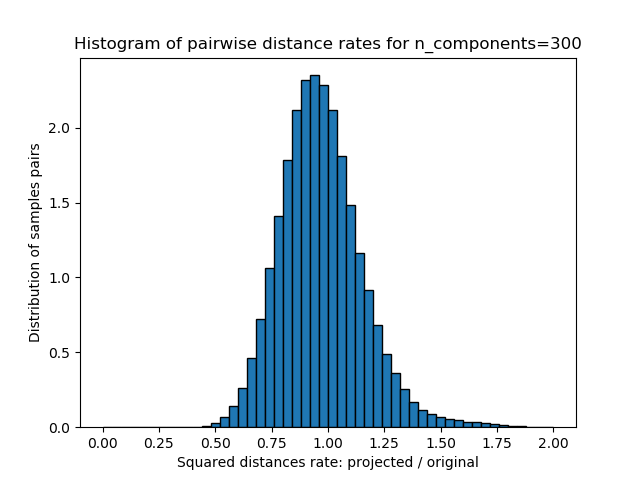 Histogram of pairwise distance rates for n_components=300
Distribution of samples pairs
2.0
1.5
1.0
0.5
0.0
0.00 0.25 0.50 0.75 1.00 1.25 1.50 1.75 2.00
Squared distances rate: projected / original